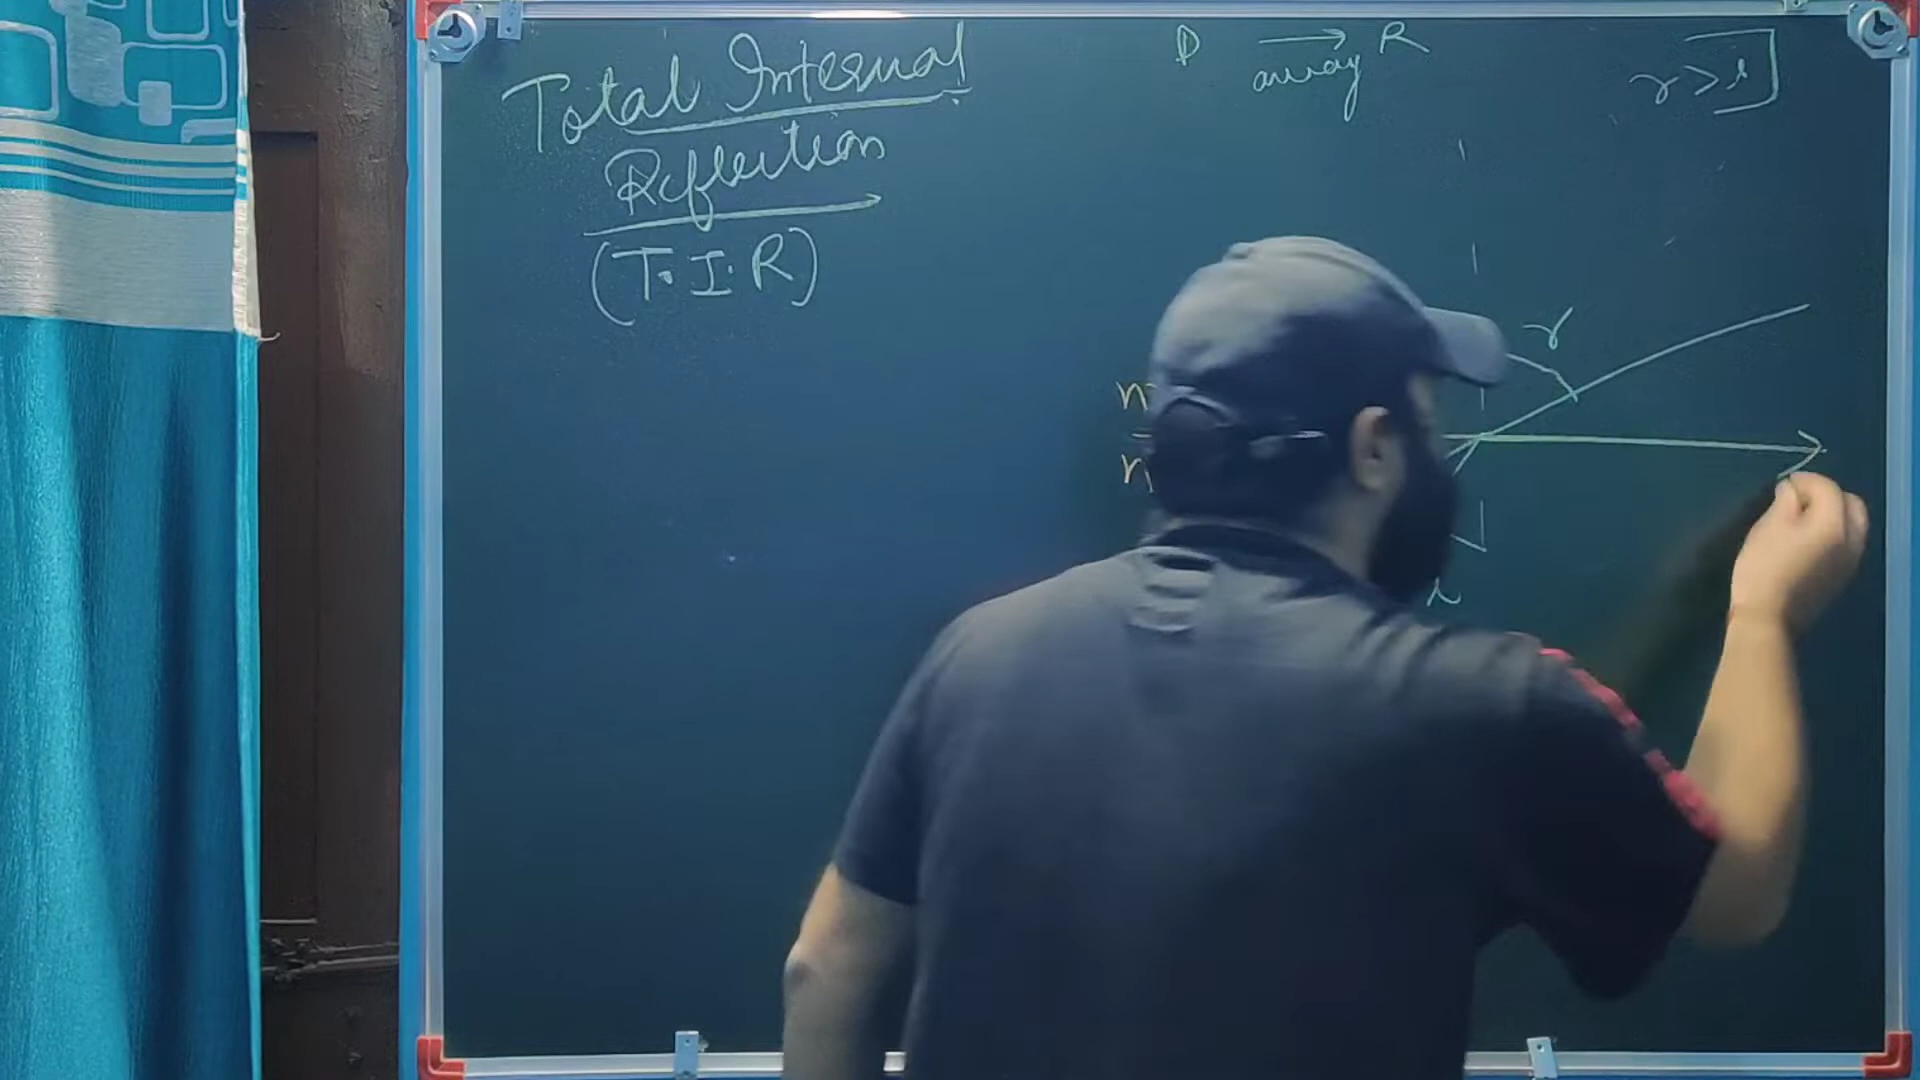 Total Internal
Reflection
(T.I.R)
D → R
away
r > i
r
n
n
i